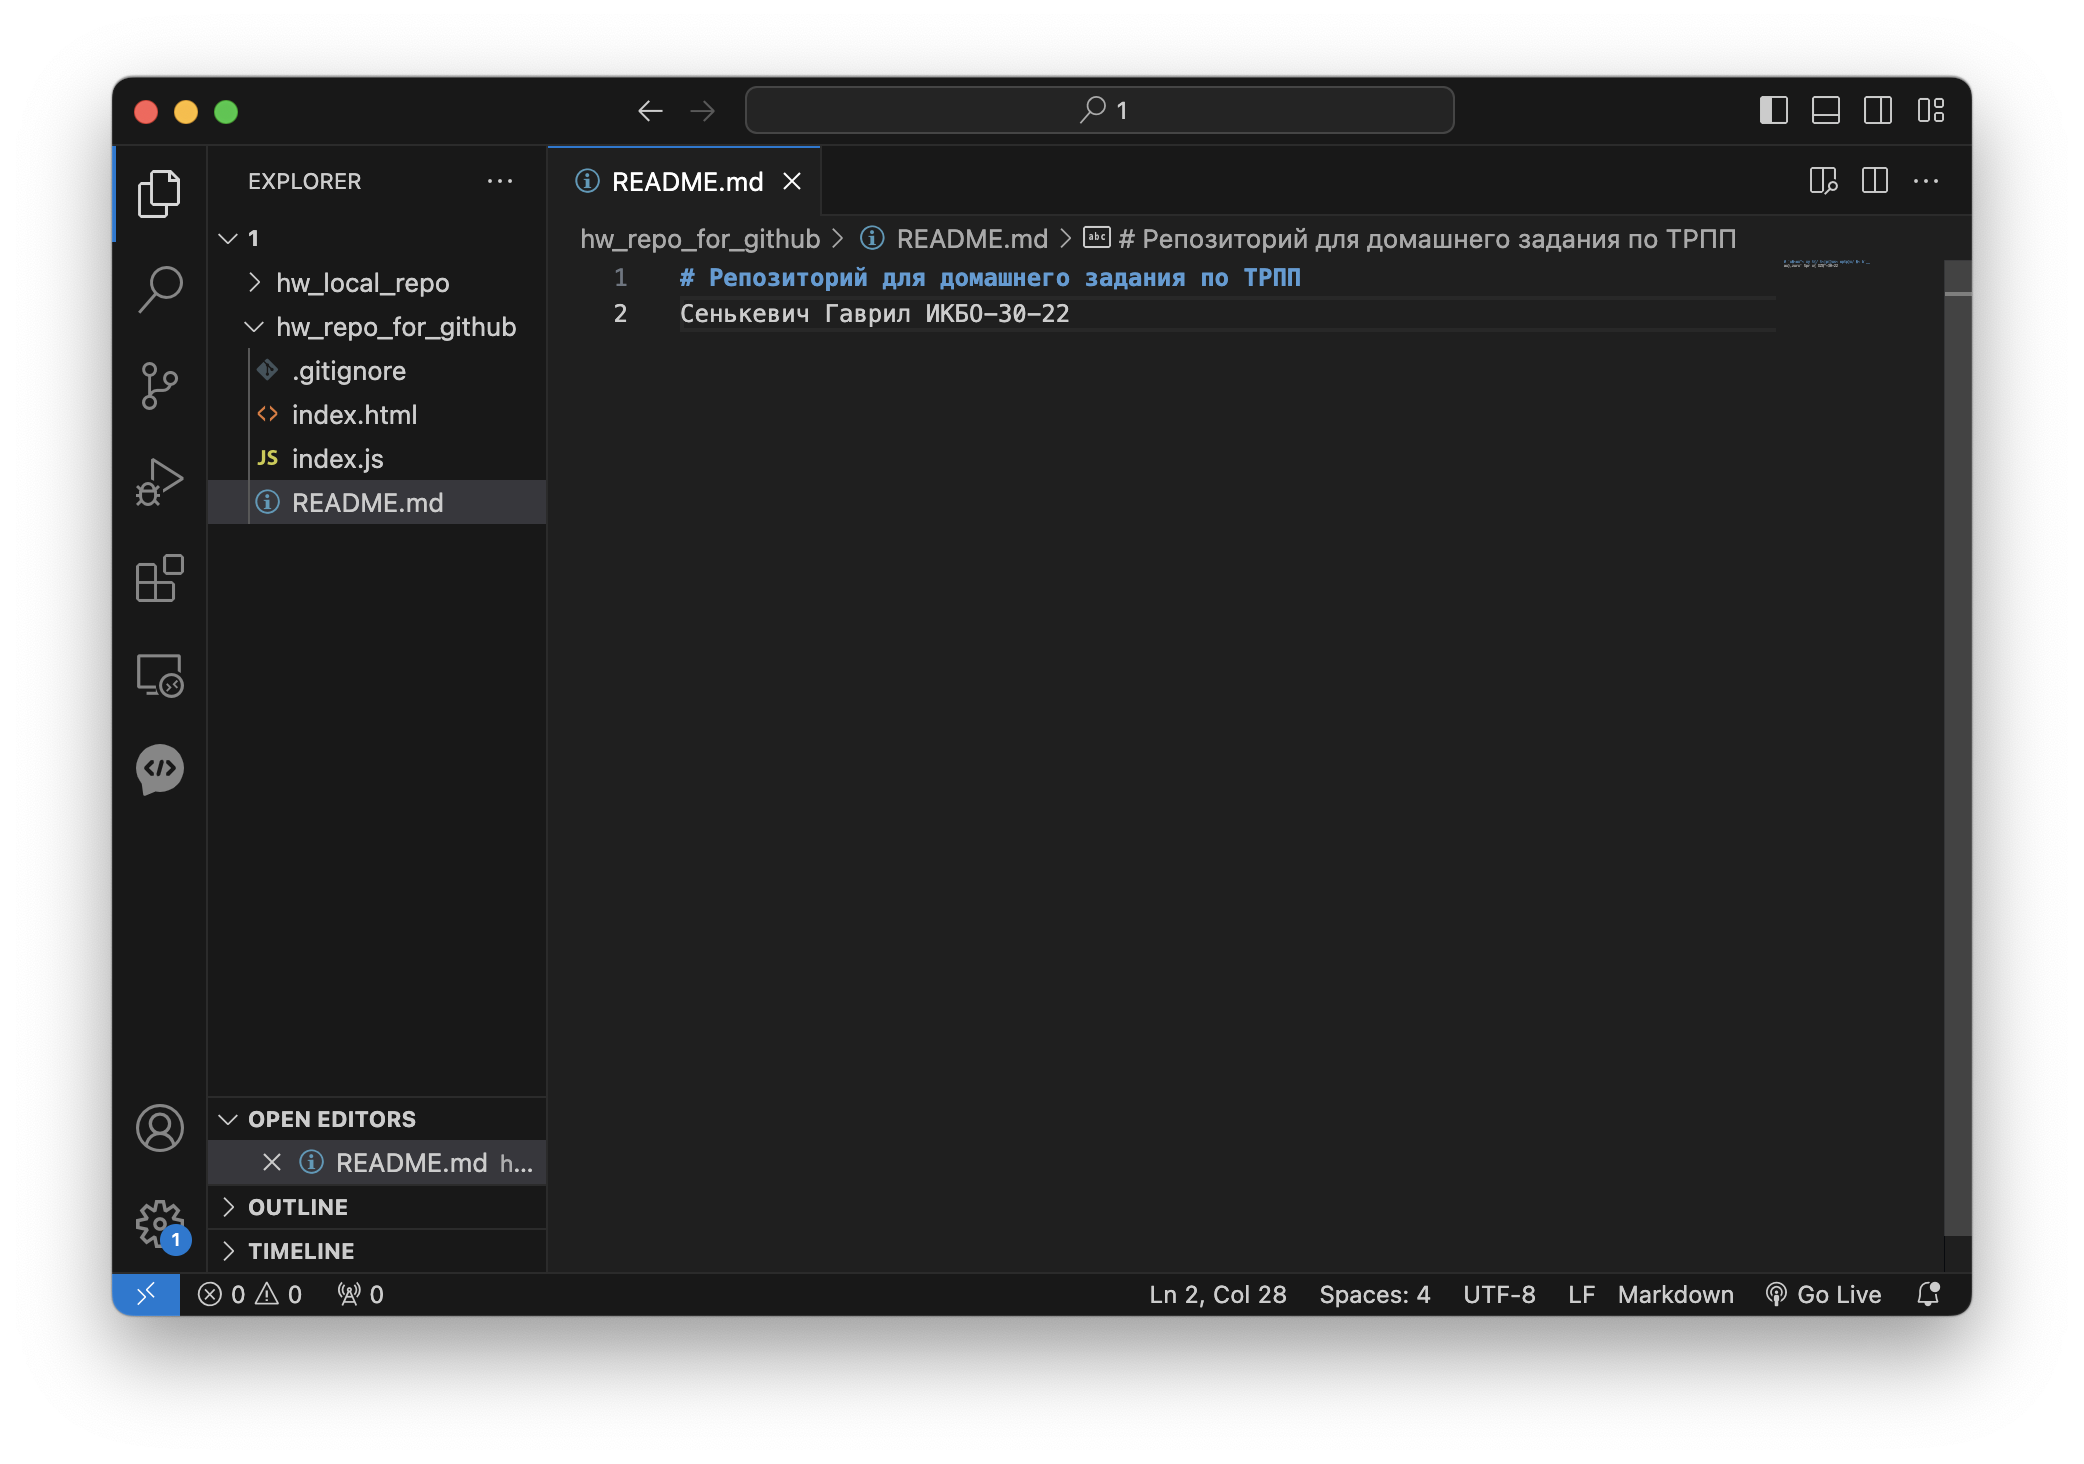 1
EXPLORER
README.md
1
hw_repo_for_github > README.md > # Репозиторий для домашнего задания по ТРПП
hw_local_repo
hw_repo_for_github
.gitignore
index.html
JS index.js
README.md
1 # Репозиторий для домашнего задания по ТРПП
2 Сенькевич Гаврил ИКБО-30-22
OPEN EDITORS
README.md h...
OUTLINE
TIMELINE
1
0 0 0
Ln 2, Col 28 Spaces: 4 UTF-8 LF Markdown Go Live